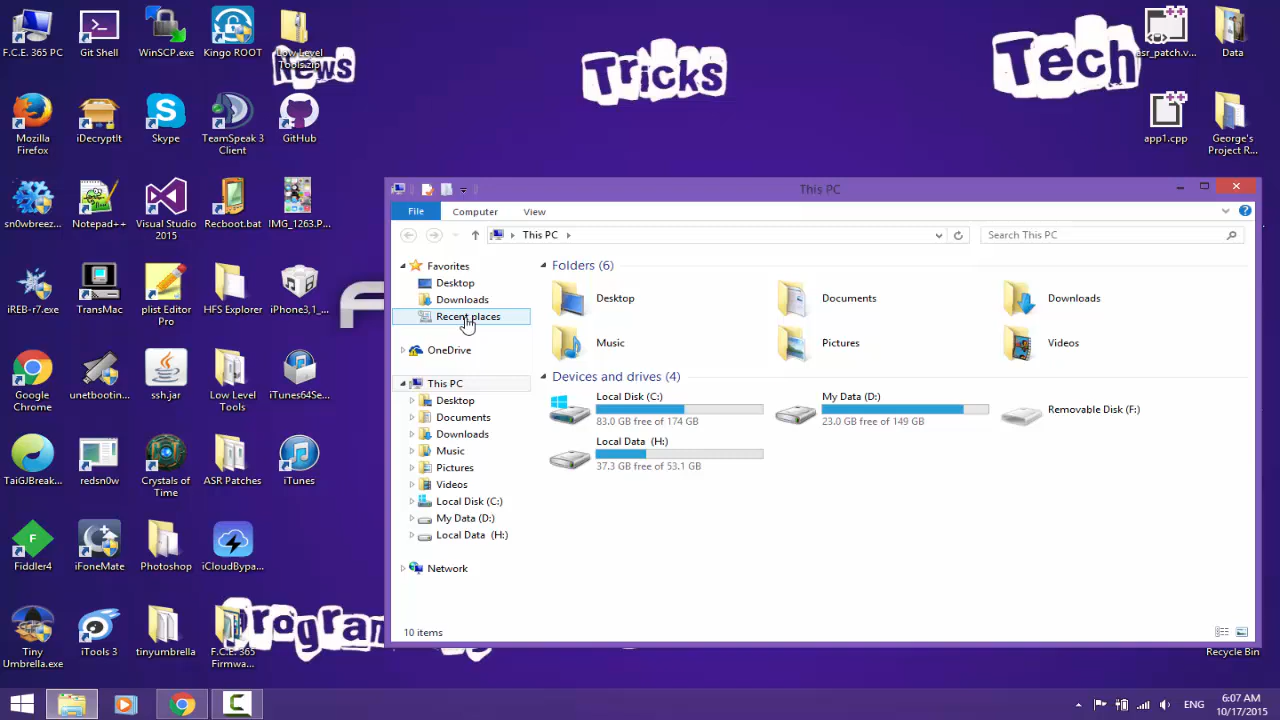 F.C.E. 365 PC
Git Shell
WinSCP.exe
Kingo ROOT
Low Level Tools.zip
News
Tricks
Tech
asr_patch.v...
Data
Mozilla Firefox
iDecryptIt
Skype
TeamSpeak 3 Client
GitHub
app1.cpp
George's Project R...
sn0wbreez...
Notepad++
Visual Studio 2015
Recboot.bat
IMG_1263.P...
iREB-r7.exe
TransMac
plist Editor Pro
HFS Explorer
iPhone3,1_...
Google Chrome
unetbootin...
ssh.jar
Low Level Tools
iTunes64Se...
TaiGJBreak...
redsn0w
Crystals of Time
ASR Patches
iTunes
Fiddler4
iFoneMate
Photoshop
iCloudBypa...
Tiny Umbrella.exe
iTools 3
tinyumbrella
F.C.E. 365 Firmwa...
Program
Recycle Bin
This PC
File
Computer
View
This PC
Search This PC
Favorites
Desktop
Downloads
Recent places
OneDrive
This PC
Desktop
Documents
Downloads
Music
Pictures
Videos
Local Disk (C:)
My Data (D:)
Local Data (H:)
Network
Folders (6)
Desktop
Documents
Downloads
Music
Pictures
Videos
Devices and drives (4)
Local Disk (C:)
83.0 GB free of 174 GB
My Data (D:)
23.0 GB free of 149 GB
Removable Disk (F:)
Local Data (H:)
37.3 GB free of 53.1 GB
10 items
ENG
6:07 AM
10/17/2015